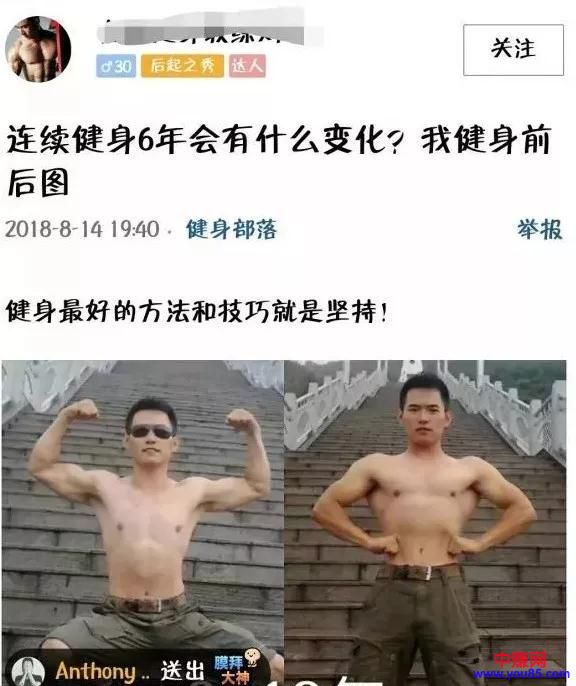 关注
♂30 后起之秀 达人
连续健身6年会有什么变化？我健身前
后图
2018-8-14 19:40 · 健身部落 举报
健身最好的方法和技巧就是坚持！
Anthony .. 送出 膜拜
大神
中赚网
www.you85.com